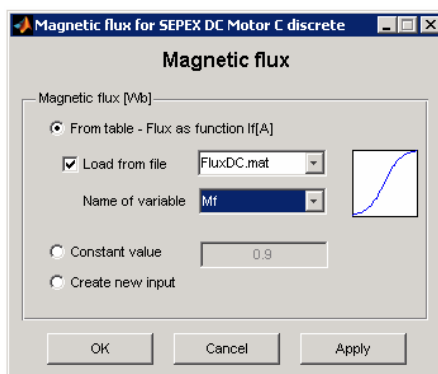 Magnetic flux for SEPEX DC Motor C discrete
Magnetic flux
Magnetic flux [Wb]
From table - Flux as function If[A]
Load from file FluxDC.mat
Name of variable Mf
Constant value 0.9
Create new input
OK Cancel Apply